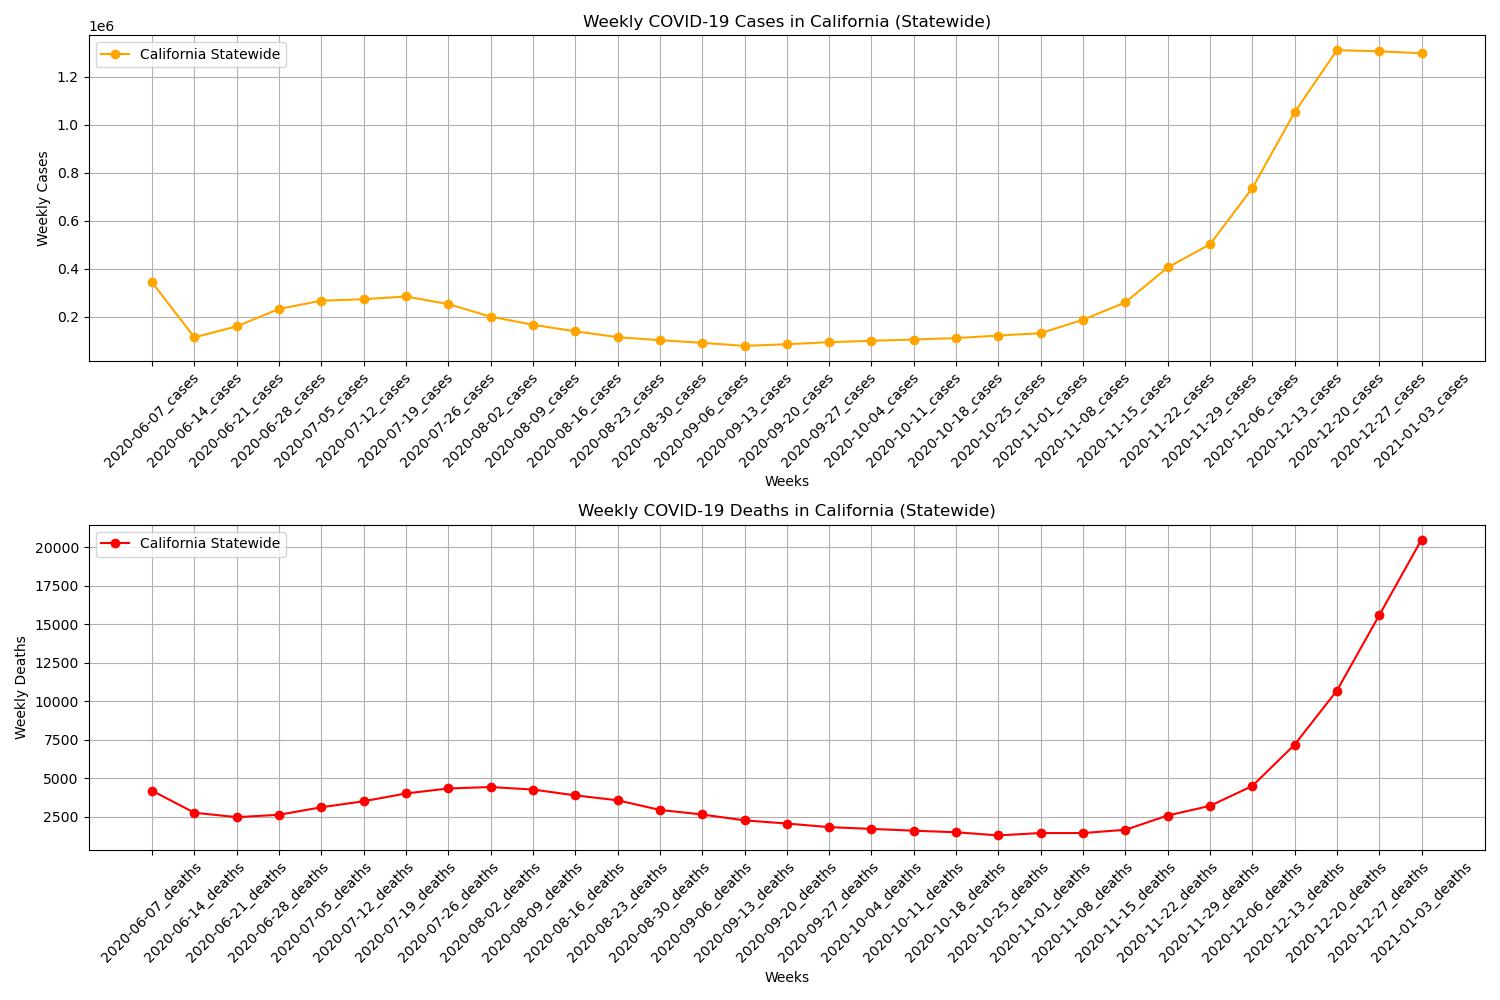 Weekly COVID-19 Cases in California (Statewide)
1e6
California Statewide
1.2
1.0
0.8
0.6
0.4
0.2
Weekly Cases
2020-06-07_cases
2020-06-14_cases
2020-06-21_cases
2020-06-28_cases
2020-07-05_cases
2020-07-12_cases
2020-07-19_cases
2020-07-26_cases
2020-08-02_cases
2020-08-09_cases
2020-08-16_cases
2020-08-23_cases
2020-08-30_cases
2020-09-06_cases
2020-09-13_cases
2020-09-20_cases
2020-09-27_cases
2020-10-04_cases
2020-10-11_cases
2020-10-18_cases
2020-10-25_cases
2020-11-01_cases
2020-11-08_cases
2020-11-15_cases
2020-11-22_cases
2020-11-29_cases
2020-12-06_cases
2020-12-13_cases
2020-12-20_cases
2020-12-27_cases
2021-01-03_cases
Weeks
Weekly COVID-19 Deaths in California (Statewide)
California Statewide
20000
17500
15000
12500
10000
7500
5000
2500
Weekly Deaths
2020-06-07_deaths
2020-06-14_deaths
2020-06-21_deaths
2020-06-28_deaths
2020-07-05_deaths
2020-07-12_deaths
2020-07-19_deaths
2020-07-26_deaths
2020-08-02_deaths
2020-08-09_deaths
2020-08-16_deaths
2020-08-23_deaths
2020-08-30_deaths
2020-09-06_deaths
2020-09-13_deaths
2020-09-20_deaths
2020-09-27_deaths
2020-10-04_deaths
2020-10-11_deaths
2020-10-18_deaths
2020-10-25_deaths
2020-11-01_deaths
2020-11-08_deaths
2020-11-15_deaths
2020-11-22_deaths
2020-11-29_deaths
2020-12-06_deaths
2020-12-13_deaths
2020-12-20_deaths
2020-12-27_deaths
2021-01-03_deaths
Weeks